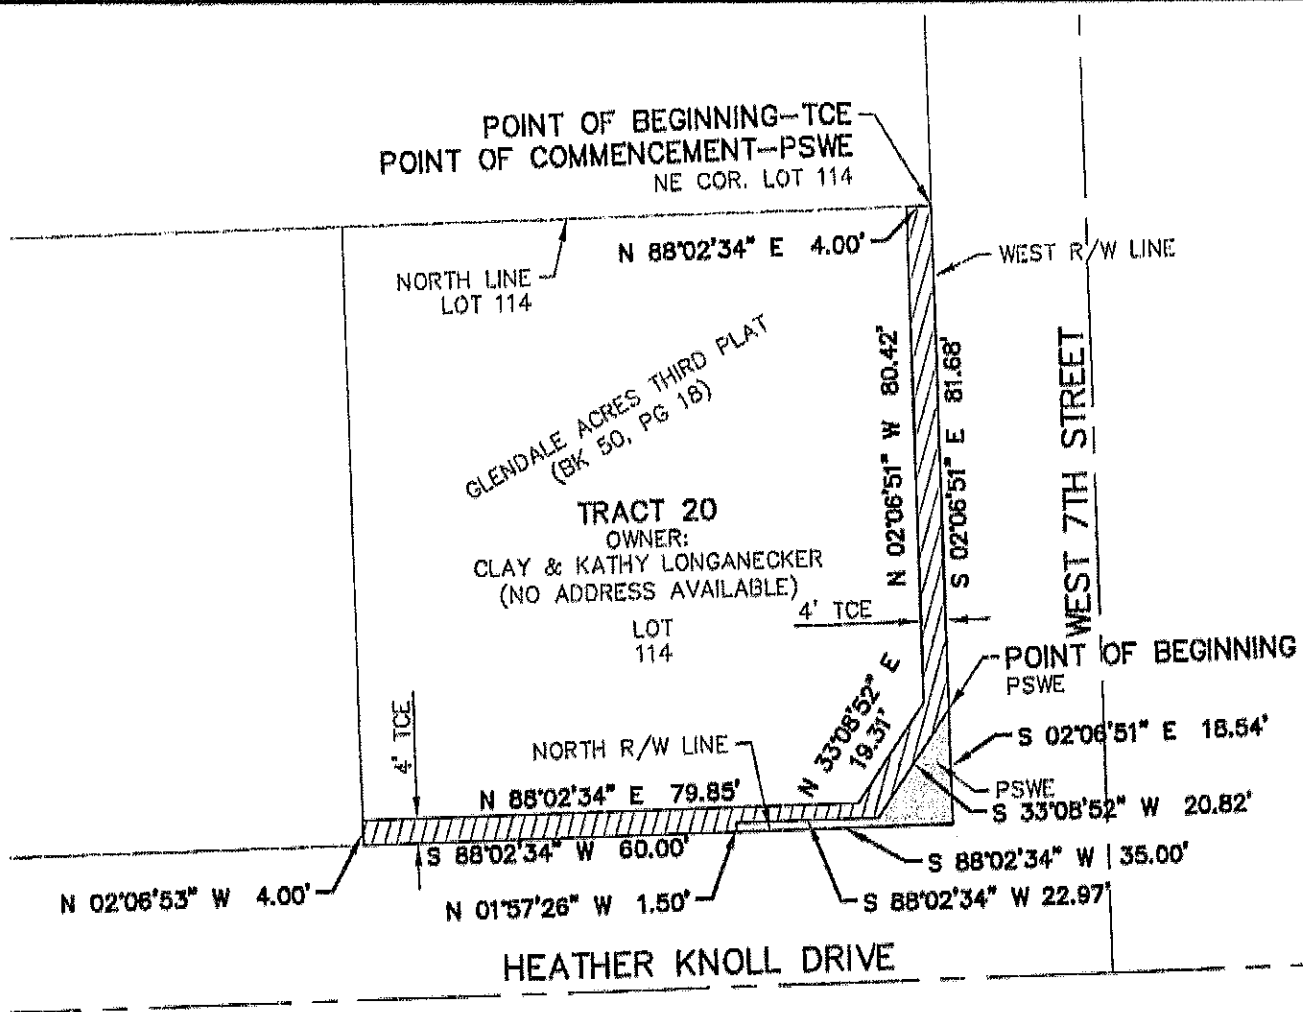 POINT OF BEGINNING-TCE
POINT OF COMMENCEMENT-PSWE
NE COR. LOT 114
N 88°02'34" E 4.00'
WEST R/W LINE
NORTH LINE
LOT 114
GLENDALE ACRES THIRD PLAT
(BK 50, PG 18)
N 02°06'51" W 80.42'
S 02°06'51" E 81.68'
WEST 7TH STREET
TRACT 20
OWNER:
CLAY & KATHY LONGANECKER
(NO ADDRESS AVAILABLE)
LOT
114
4' TCE
POINT OF BEGINNING
PSWE
N 33°08'52" E
19.31'
4' TCE
S 02°06'51" E 18.54'
NORTH R/W LINE
PSWE
N 88°02'34" E 79.85'
S 33°08'52" W 20.82'
S 88°02'34" W 60.00'
S 88°02'34" W 35.00'
N 02°06'53" W 4.00'
N 01°57'26" W 1.50'
S 88°02'34" W 22.97'
HEATHER KNOLL DRIVE